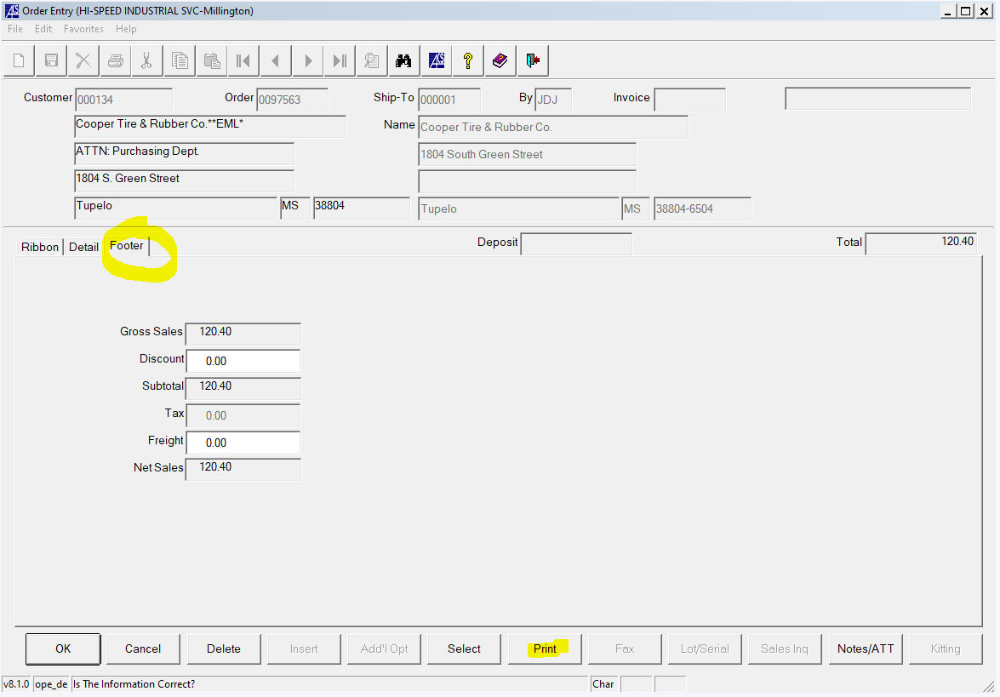 Order Entry (HI-SPEED INDUSTRIAL SVC-Millington)
File Edit Favorites Help
Customer 000134 Order 0097563 Ship-To 000001 By JDJ Invoice
Cooper Tire & Rubber Co.**EML* Name Cooper Tire & Rubber Co.
ATTN: Purchasing Dept. 1804 South Green Street
1804 S. Green Street
Tupelo MS 38804 Tupelo MS 38804-6504
Ribbon Detail Footer Deposit Total 120.40
Gross Sales 120.40
Discount 0.00
Subtotal 120.40
Tax 0.00
Freight 0.00
Net Sales 120.40
OK Cancel Delete Insert Add'l Opt Select Print Fax Lot/Serial Sales Inq Notes/ATT Kitting
v8.1.0 ope_de Is The Information Correct? Char